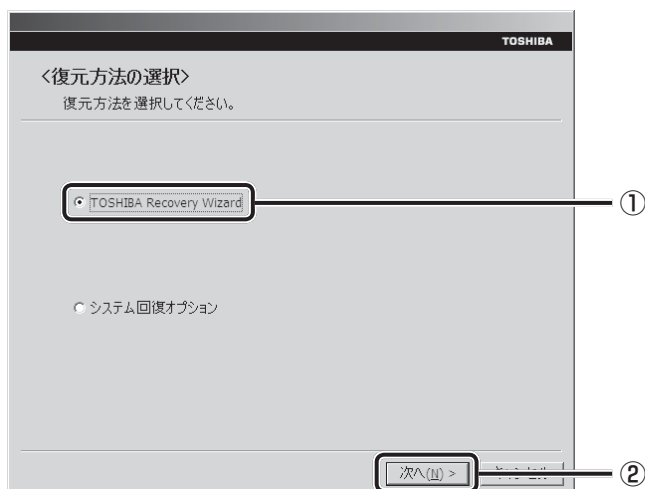 TOSHIBA
<復元方法の選択>
復元方法を選択してください。
TOSHIBA Recovery Wizard
①
システム回復オプション
次へ(N) >
②